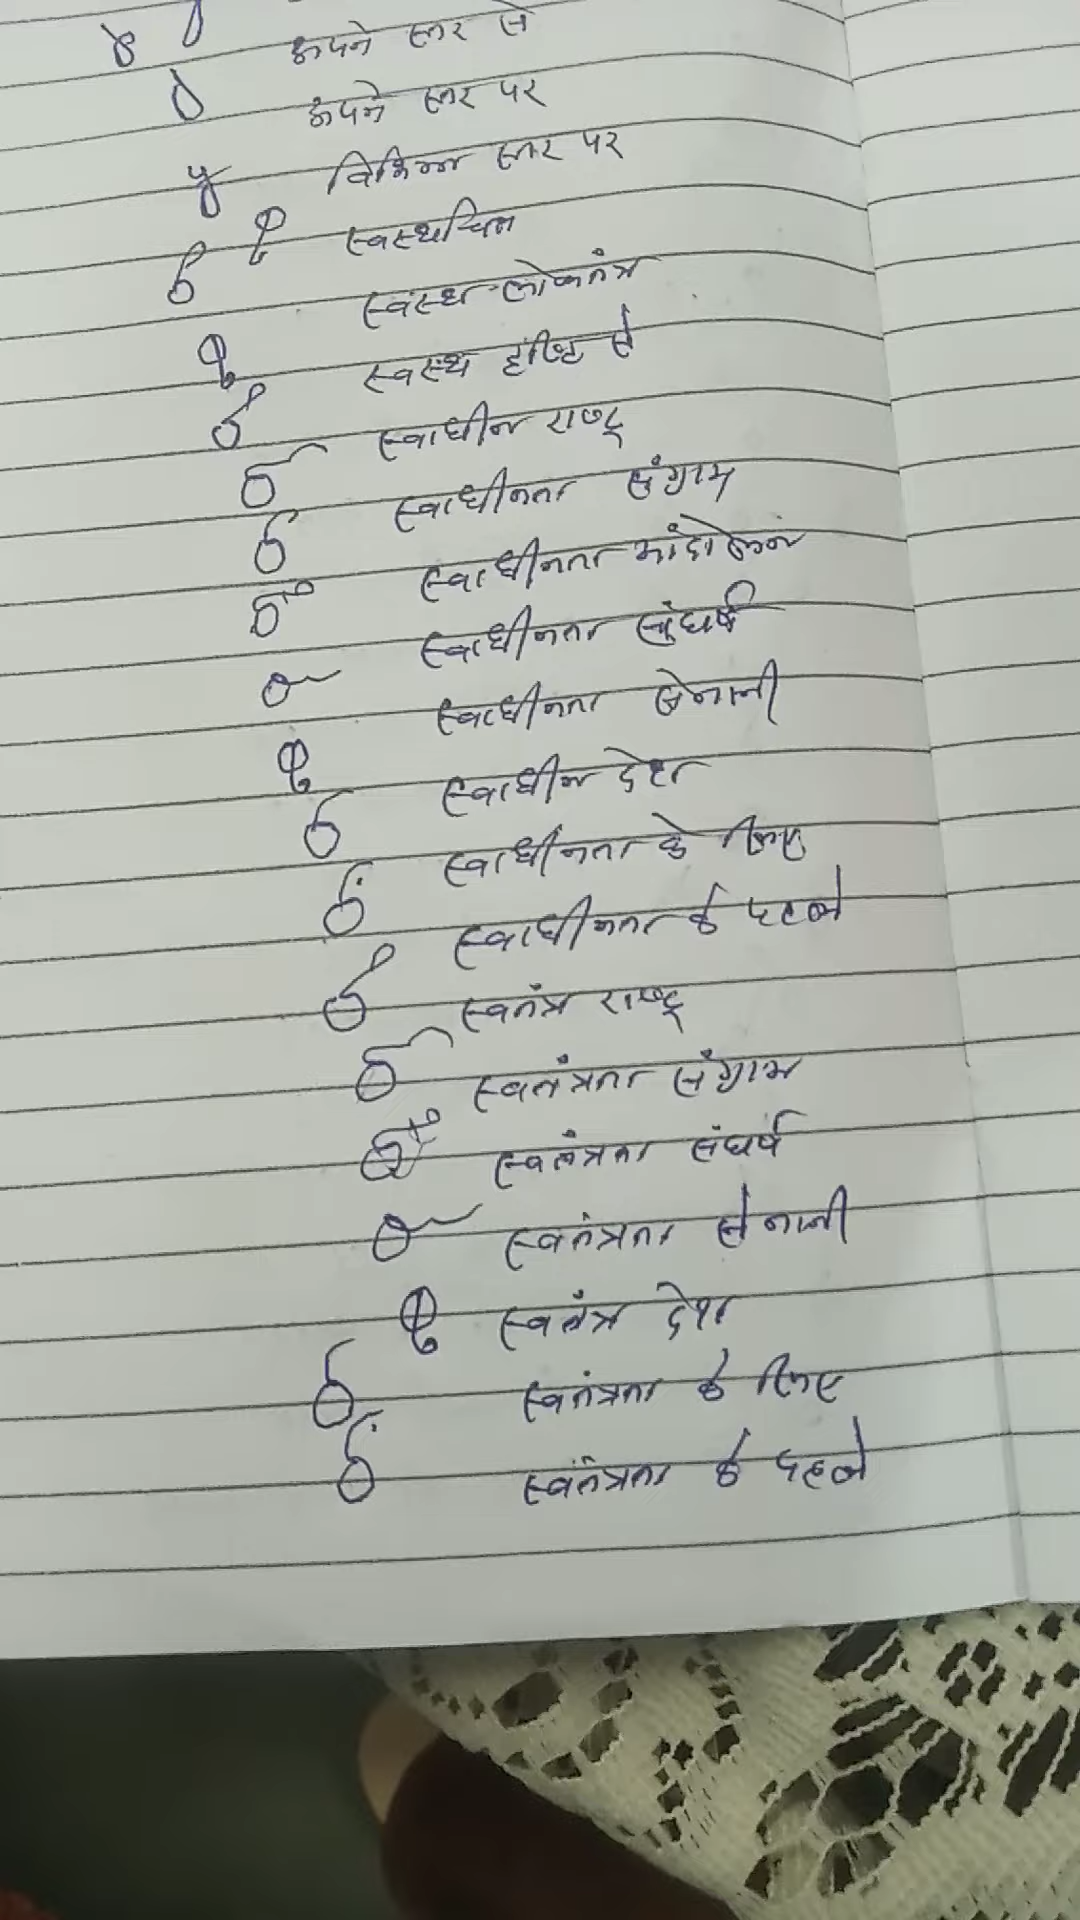 अपने स्तर से
अपने स्तर पर
विभिन्न स्तर पर
स्वस्थचित
स्वस्थ लोकतंत्र
स्वस्थ दृष्टि से
स्वाधीन राष्ट्र
स्वाधीनता संग्राम
स्वाधीनता आंदोलन
स्वाधीनता संघर्ष
स्वाधीनता सेनानी
स्वाधीन देश
स्वाधीनता के लिए
स्वाधीनता के पहले
स्वतंत्र राष्ट्र
स्वतंत्रता संग्राम
स्वतंत्रता संघर्ष
स्वतंत्रता सेनानी
स्वतंत्र देश
स्वतंत्रता के लिए
स्वतंत्रता के पहले